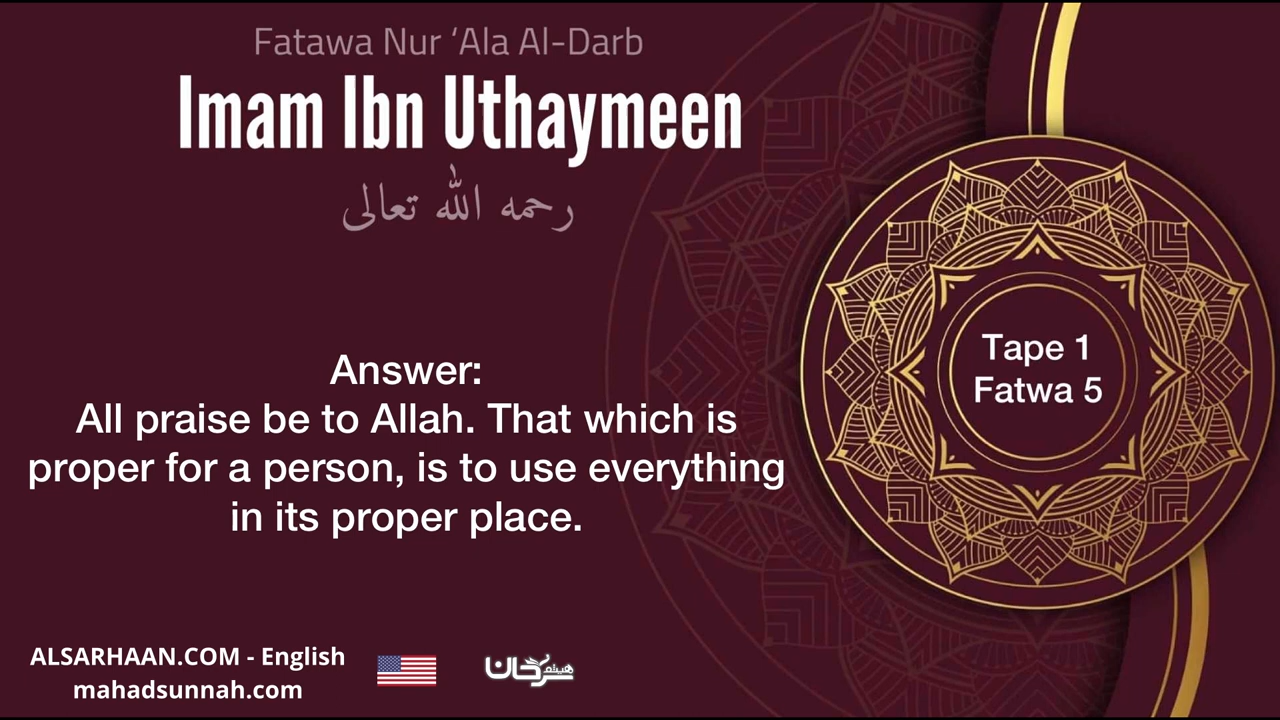 Fatawa Nur ‘Ala Al-Darb
Imam Ibn Uthaymeen
رحمه الله تعالى
Answer:
All praise be to Allah. That which is
proper for a person, is to use everything
in its proper place.
Tape 1
Fatwa 5
ALSARHAAN.COM - English
mahadsunnah.com
هيثم سرحان